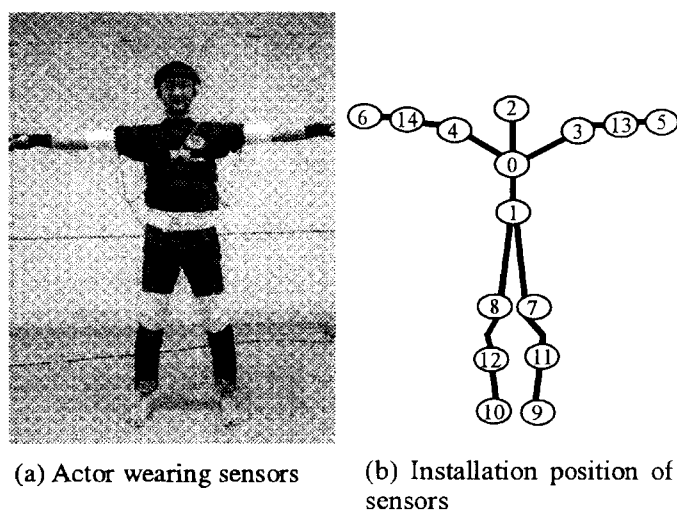 2
6 14 4 3 13 5
0
1
8 7
12 11
10 9
(a) Actor wearing sensors
(b) Installation position of
sensors